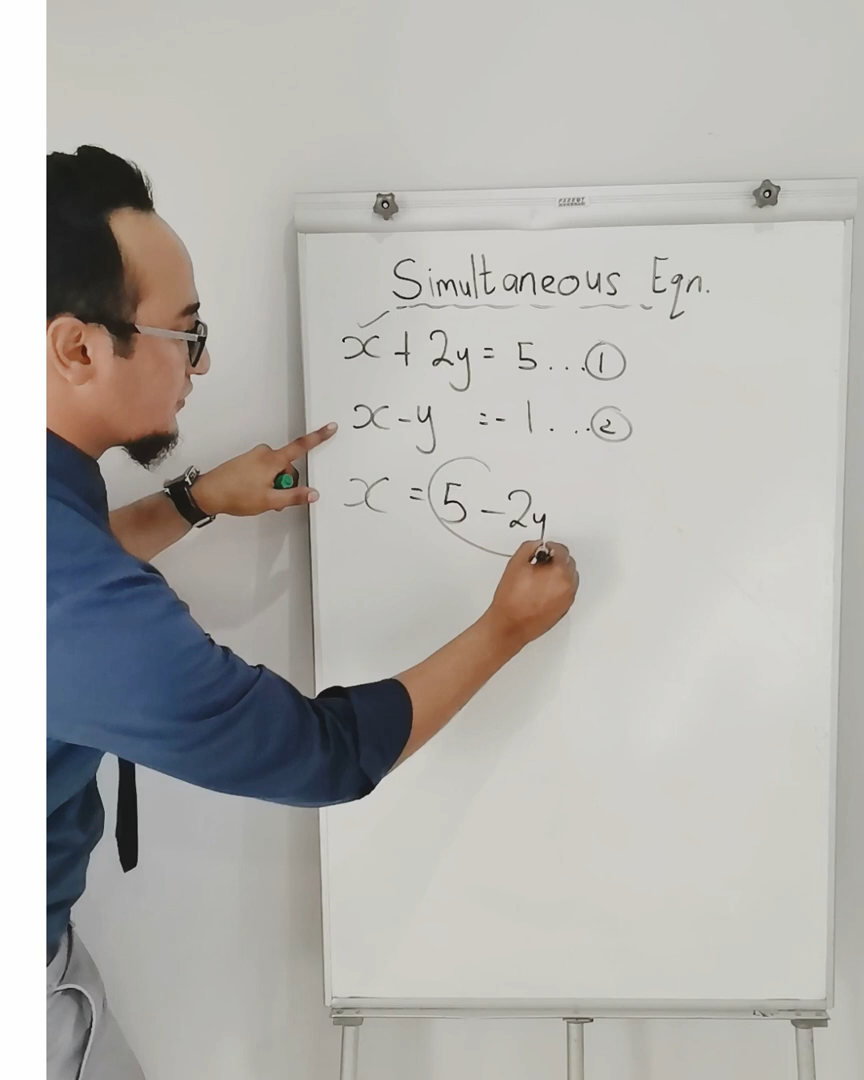 Simultaneous Eqn.
x + 2y = 5...①
x - y = - 1...②
x = 5 - 2y